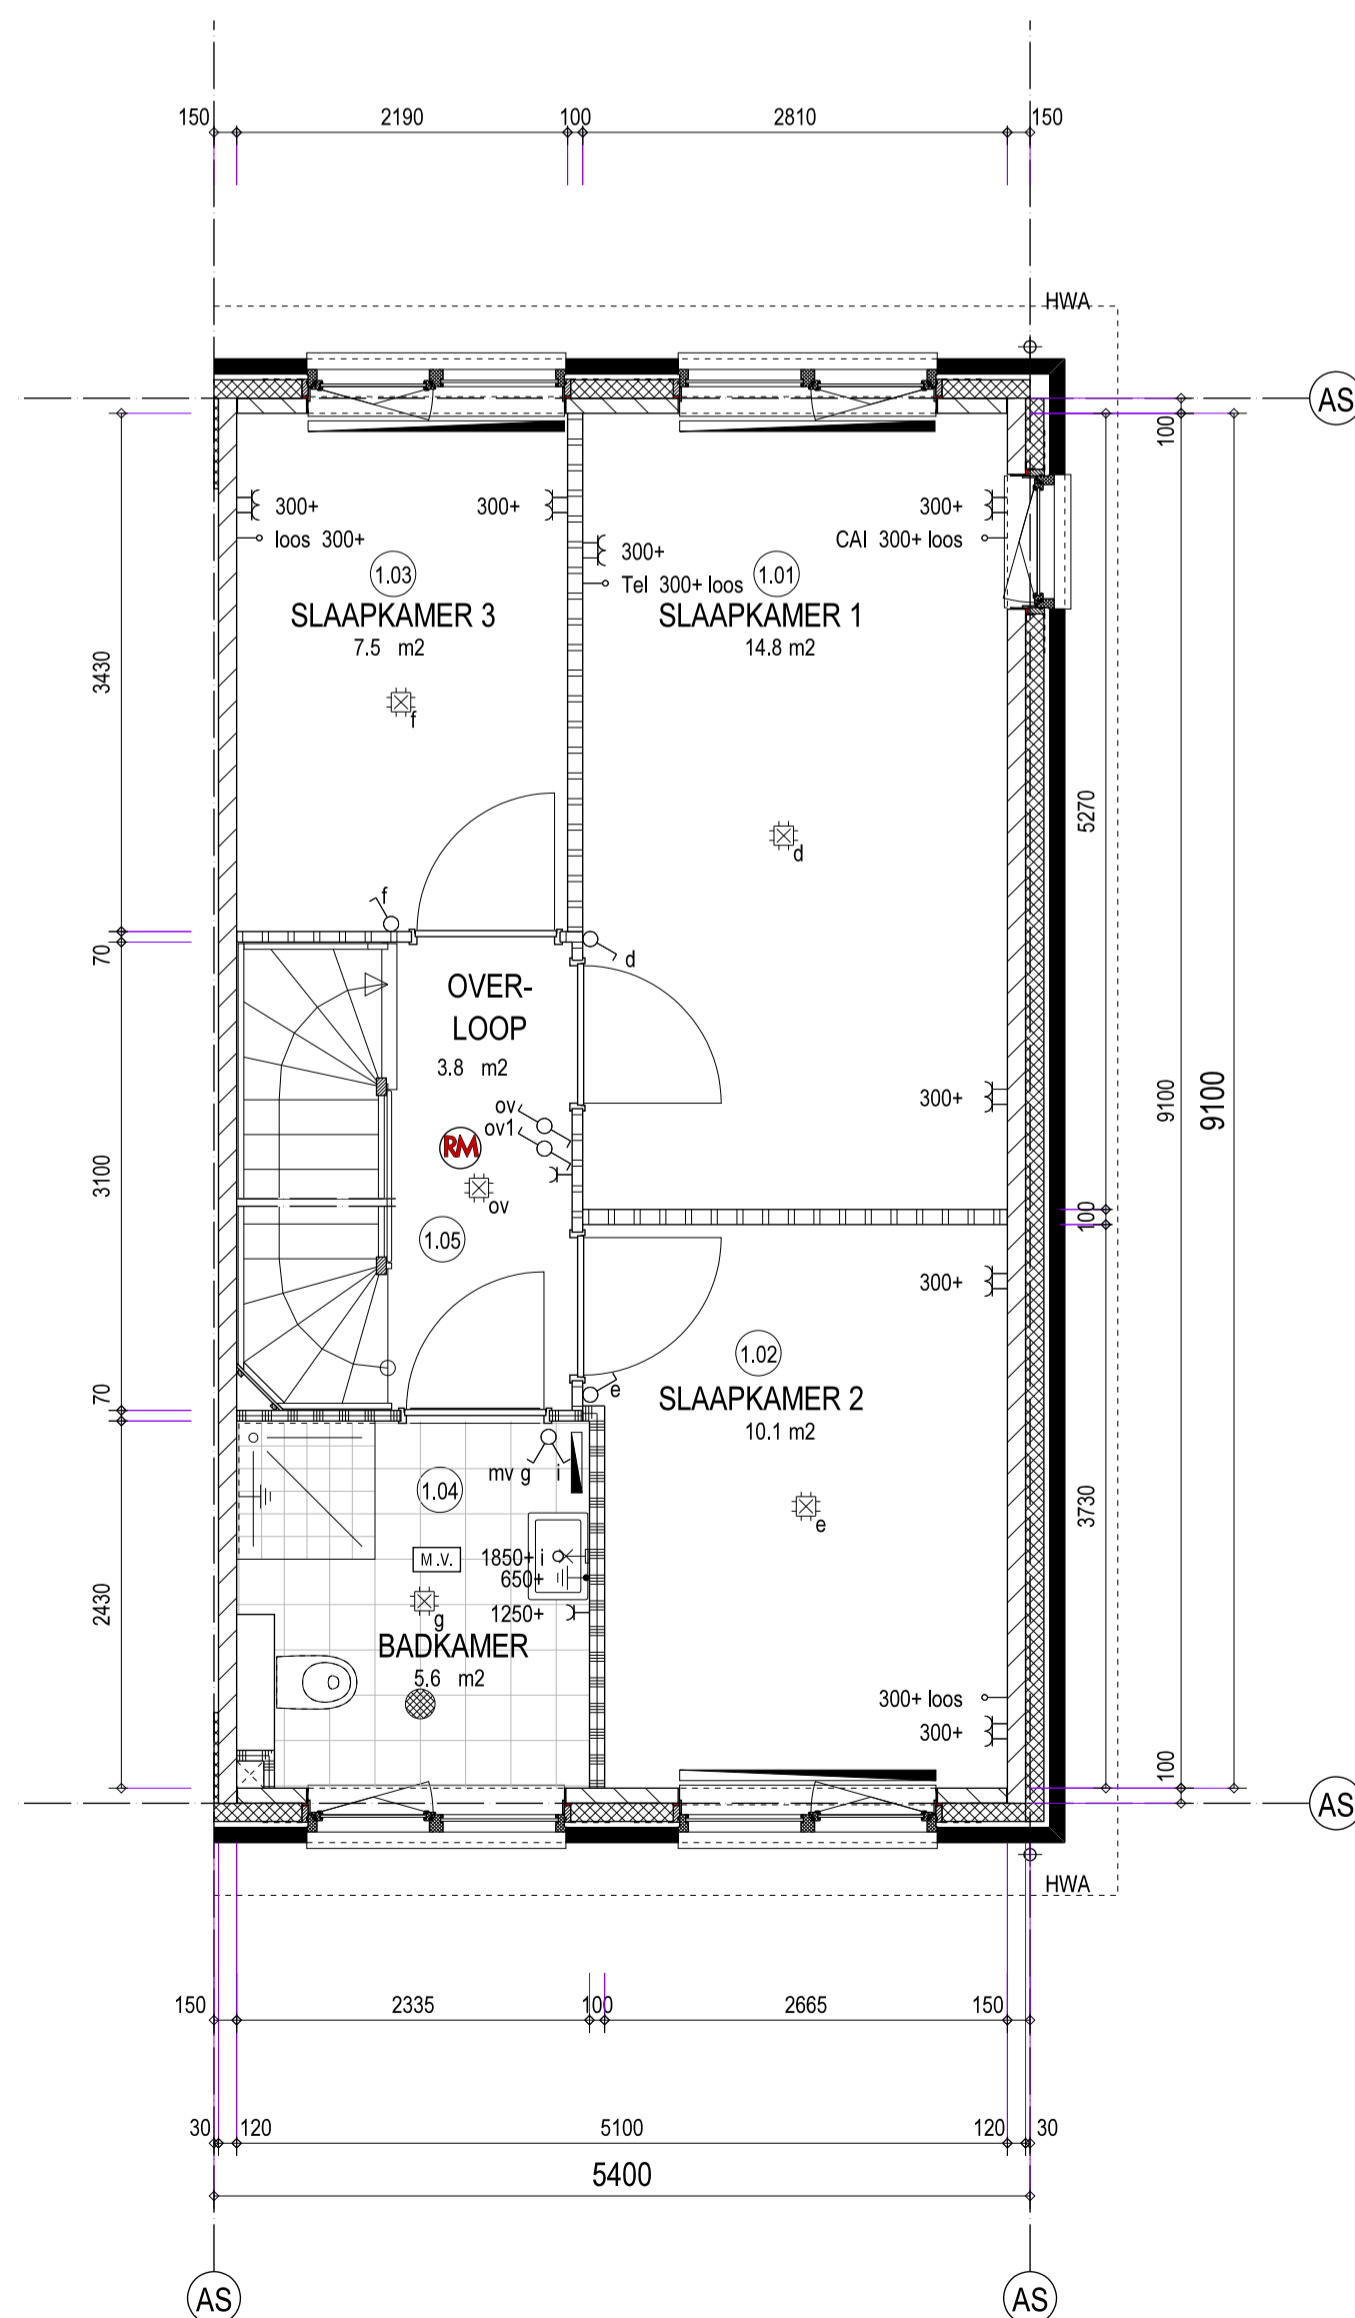 150 2190 100 2810 150
HWA
AS
100
300+ 300+ 300+
loos 300+ CAI 300+ loos
300+
Tel 300+ loos
1.03 1.01
SLAAPKAMER 3 SLAAPKAMER 1
7.5 m2 14.8 m2
3430
f
5270
d
f
d
70
OVER-
LOOP
3.8 m2
300+
9100
9100
ov
ov1
RM
3100
ov
100
1.05
300+
1.02
e
SLAAPKAMER 2
10.1 m2
70
mv g i
1.04
3730
e
M.V. 1850+ i
650+
1250+
g
2430
BADKAMER
5.6 m2
300+ loos
300+
100
AS
HWA
150 2335 100 2665 150
30 120 5100 120 30
5400
AS AS